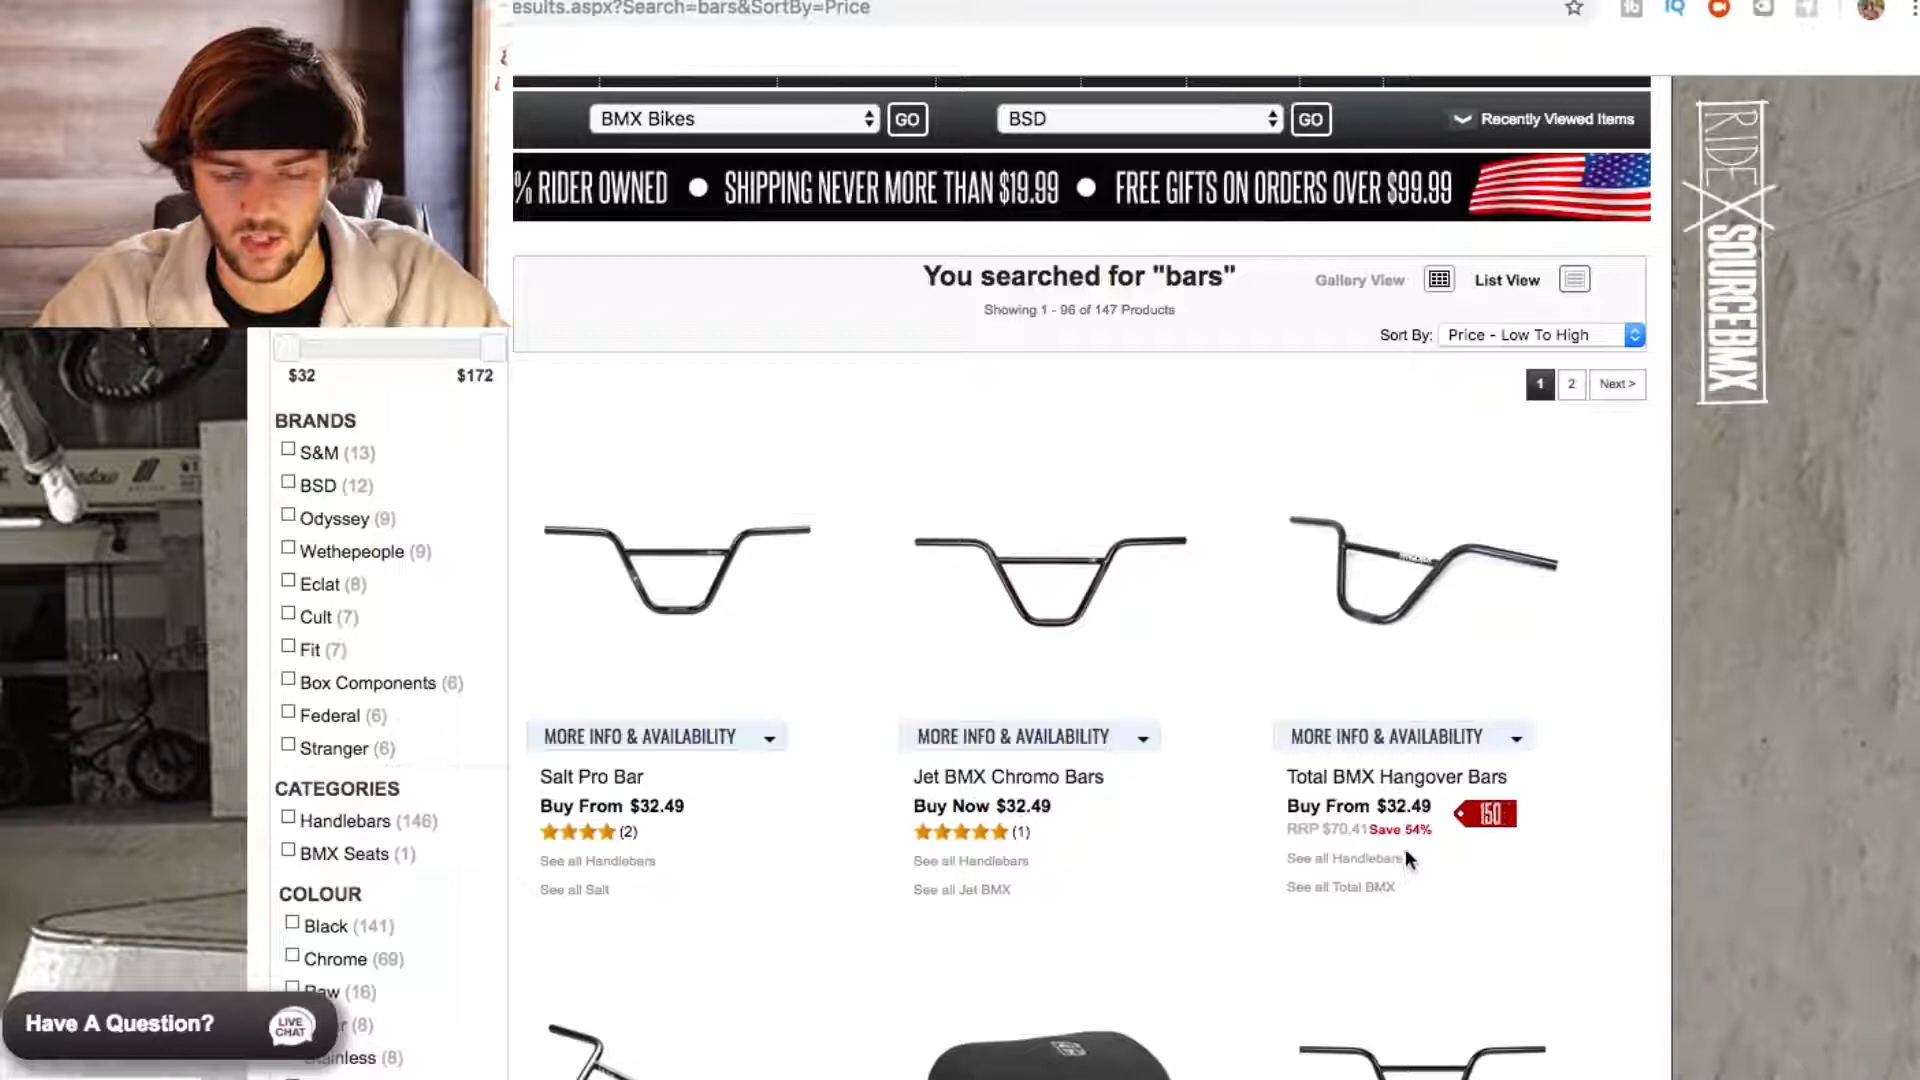 esults.aspx?Search=bars&SortBy=Price
BMX Bikes GO BSD GO Recently Viewed Items
% RIDER OWNED • SHIPPING NEVER MORE THAN $19.99 • FREE GIFTS ON ORDERS OVER $99.99
RIDE X SOURCEBMX
You searched for "bars"
Gallery View List View
Showing 1 - 96 of 147 Products
Sort By: Price - Low To High
1 2 Next >
$32 $172
BRANDS
S&M (13)
BSD (12)
Odyssey (9)
Wethepeople (9)
Eclat (8)
Cult (7)
Fit (7)
Box Components (6)
Federal (6)
Stranger (6)
CATEGORIES
Handlebars (146)
BMX Seats (1)
COLOUR
Black (141)
Chrome (69)
Raw (16)
(8)
(8)
Have A Question? LIVE CHAT
MORE INFO & AVAILABILITY
Salt Pro Bar
Buy From $32.49
(2)
See all Handlebars
See all Salt
MORE INFO & AVAILABILITY
Jet BMX Chromo Bars
Buy Now $32.49
(1)
See all Handlebars
See all Jet BMX
MORE INFO & AVAILABILITY
Total BMX Hangover Bars
Buy From $32.49
150
RRP $70.41 Save 54%
See all Handlebars
See all Total BMX